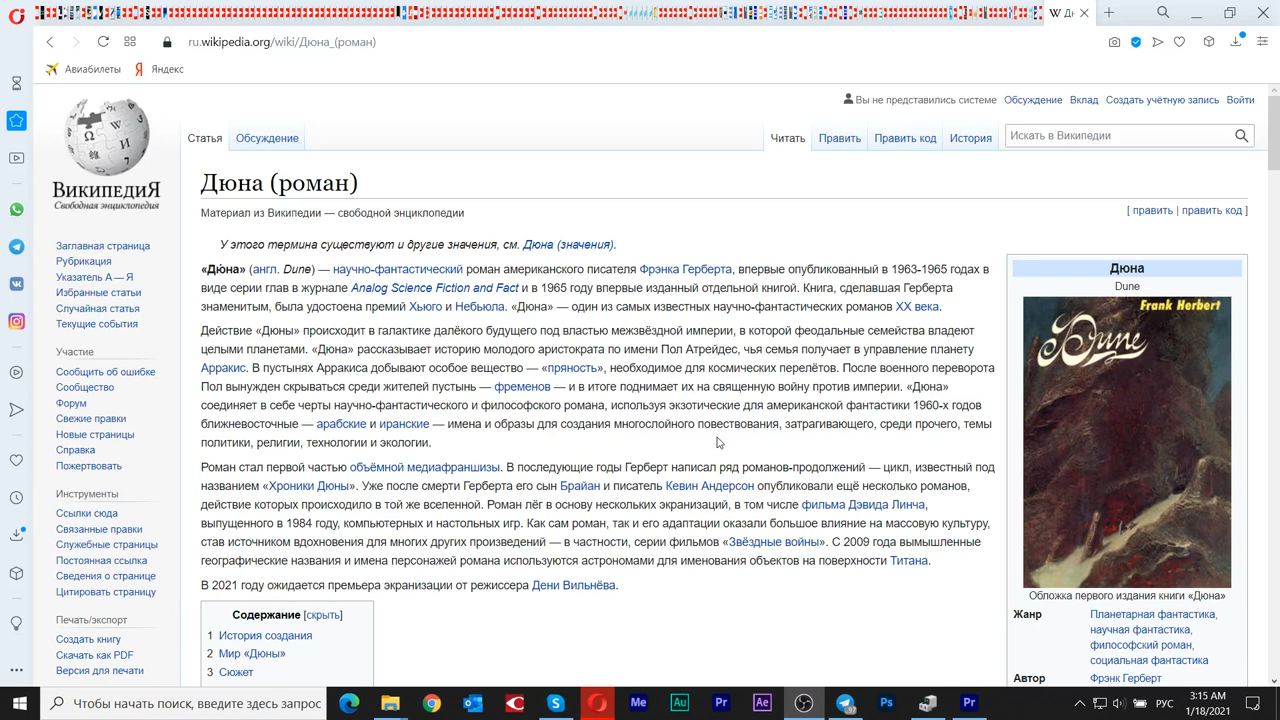 W Дю
ru.wikipedia.org/wiki/Дюна_(роман)
Авиабилеты
Яндекс
Вы не представились системе Обсуждение Вклад Создать учётную запись Войти
Статья Обсуждение Читать Править Править код История Искать в Википедии
ВИКИПЕДИЯ
Свободная энциклопедия
Заглавная страница
Рубрикация
Указатель А — Я
Избранные статьи
Случайная статья
Текущие события
Участие
Сообщить об ошибке
Сообщество
Форум
Свежие правки
Новые страницы
Справка
Пожертвовать
Инструменты
Ссылки сюда
Связанные правки
Служебные страницы
Постоянная ссылка
Сведения о странице
Цитировать страницу
Печать/экспорт
Создать книгу
Скачать как PDF
Версия для печати
Дюна (роман)
Материал из Википедии — свободной энциклопедии
[ править | править код ]
У этого термина существуют и другие значения, см. Дюна (значения).
«Дю́на» (англ. Dune) — научно-фантастический роман американского писателя Фрэнка Герберта, впервые опубликованный в 1963-1965 годах в
виде серии глав в журнале Analog Science Fiction and Fact и в 1965 году впервые изданный отдельной книгой. Книга, сделавшая Герберта
знаменитым, была удостоена премий Хьюго и Небьюла. «Дюна» — один из самых известных научно-фантастических романов XX века.
Действие «Дюны» происходит в галактике далёкого будущего под властью межзвёздной империи, в которой феодальные семейства владеют
целыми планетами. «Дюна» рассказывает историю молодого аристократа по имени Пол Атрейдес, чья семья получает в управление планету
Арракис. В пустынях Арракиса добывают особое вещество — «пряность», необходимое для космических перелётов. После военного переворота
Пол вынужден скрываться среди жителей пустынь — фременов — и в итоге поднимает их на священную войну против империи. «Дюна»
соединяет в себе черты научно-фантастического и философского романа, используя экзотические для американской фантастики 1960-х годов
ближневосточные — арабские и иранские — имена и образы для создания многослойного повествования, затрагивающего, среди прочего, темы
политики, религии, технологии и экологии.
Роман стал первой частью объёмной медиафраншизы. В последующие годы Герберт написал ряд романов-продолжений — цикл, известный под
названием «Хроники Дюны». Уже после смерти Герберта его сын Брайан и писатель Кевин Андерсон опубликовали ещё несколько романов,
действие которых происходило в той же вселенной. Роман лёг в основу нескольких экранизаций, в том числе фильма Дэвида Линча,
выпущенного в 1984 году, компьютерных и настольных игр. Как сам роман, так и его адаптации оказали большое влияние на массовую культуру,
став источником вдохновения для многих других произведений — в частности, серии фильмов «Звёздные войны». С 2009 года вымышленные
географические названия и имена персонажей романа используются астрономами для именования объектов на поверхности Титана.
В 2021 году ожидается премьера экранизации от режиссера Дени Вильнёва.
Содержание [скрыть]
1 История создания
2 Мир «Дюны»
3 Сюжет
Дюна
Dune
Frank Herbert
Dune
Обложка первого издания книги «Дюна»
Жанр Планетарная фантастика,
научная фантастика,
философский роман,
социальная фантастика
Автор Фрэнк Герберт
Чтобы начать поиск, введите здесь запрос
Me Au Pr Ae 97 Ps Pr
РУС
3:15 AM
1/18/2021